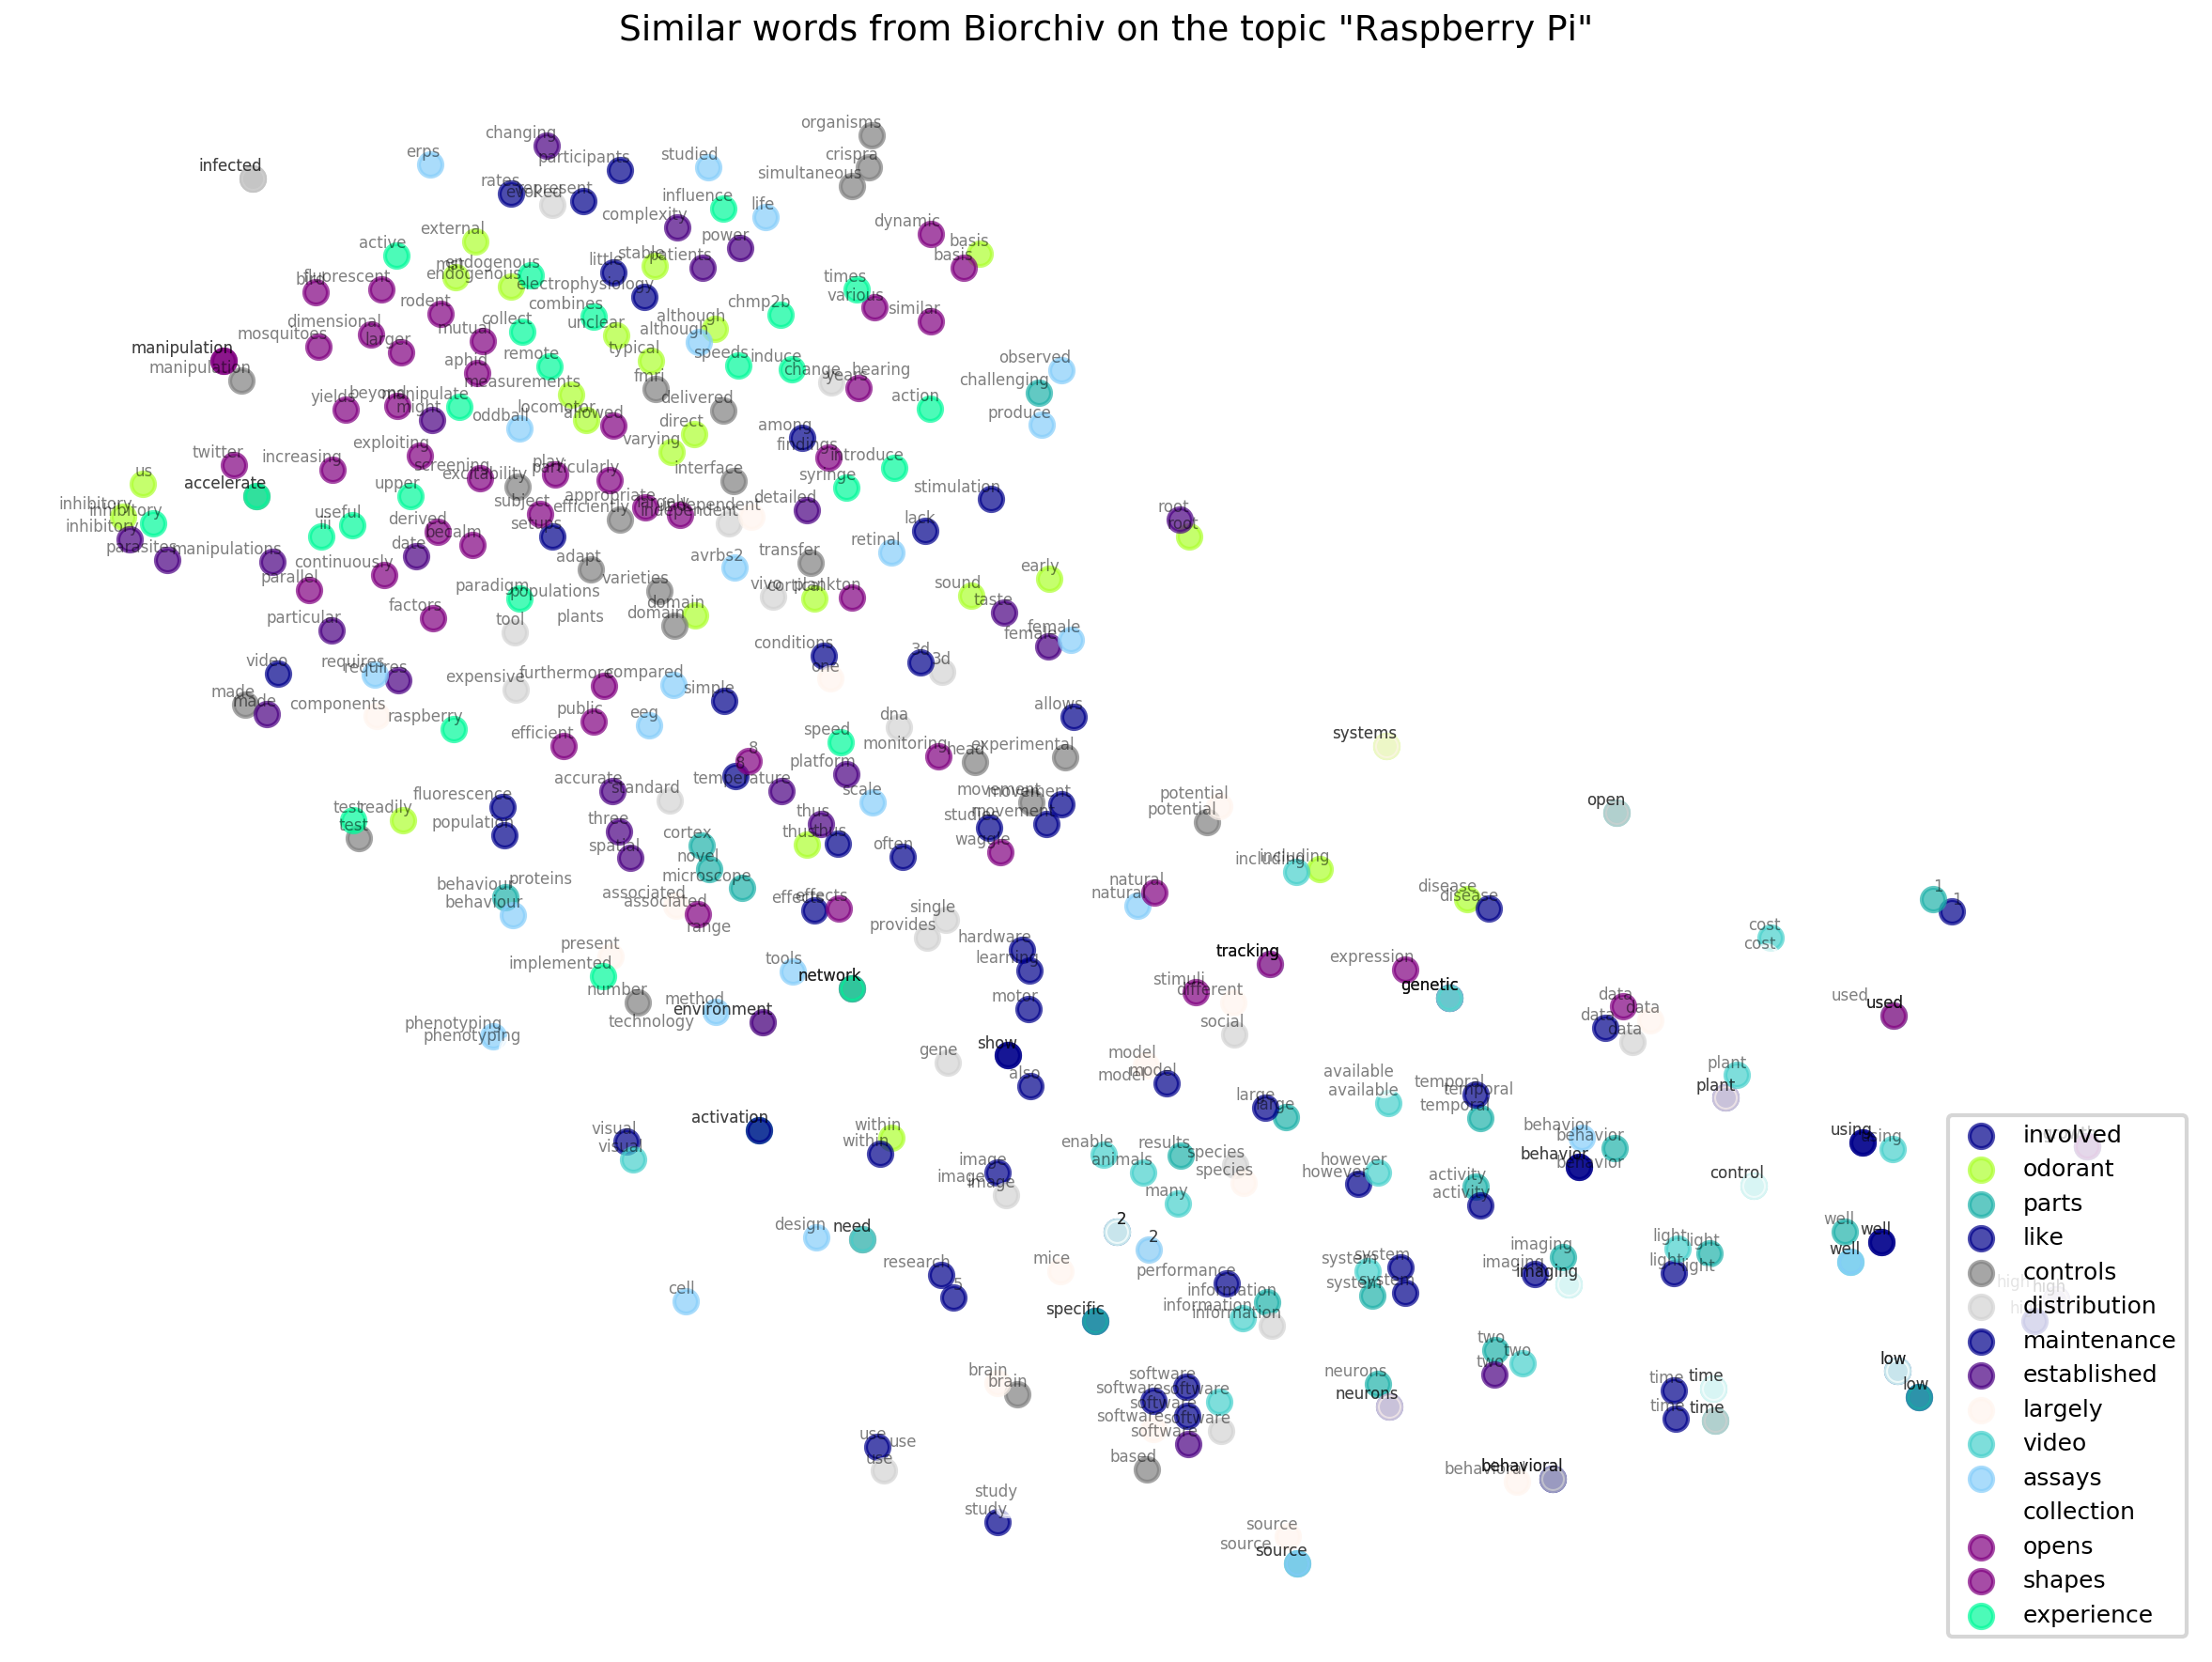 Similar words from Biorchiv on the topic "Raspberry Pi"
organisms
changing
crispra
erps
participants
studied
infected
simultaneous
rates
represent
evoked
influence
life
complexity
dynamic
external
power
basis
active
stable
patients
basis
endogenous
little
endogenous
bird
fluorescent
electrophysiology
times
various
rodent
combines
chmp2b
similar
dimensional
collect
unclear
although
mosquitoes
larger
mutual
although
manipulation
typical
remote
speeds
induce
observed
manipulation
aphid
fmri
change
years
hearing
challenging
measurements
yields
beyond
manipulate
might
locomotor
delivered
action
oddball
allowed
direct
among
produce
varying
findings
twitter
increasing
exploiting
screening
play
particularly
interface
introduce
us
accelerate
excitability
syringe
upper
appropriate
detailed
stimulation
inhibitory
inhibitory
inhibitory
useful
iii
subject
efficiently
largely
independent
independent
root
root
derived
becalm
setups
lack
parasites
manipulations
date
continuously
adapt
avrbs2
transfer
retinal
parallel
paradigm
populations
varieties
vivo
cortical
plankton
sound
early
particular
factors
tool
plants
domain
domain
taste
female
female
video
requires
requires
conditions
one
3d
3d
made
made
components
expensive
furthermore
compared
simple
raspberry
public
eeg
dna
allows
efficient
8
8
speed
monitoring
head
experimental
systems
accurate
standard
temperature
platform
scale
fluorescence
movement
movement
movement
potential
potential
open
test
test
readily
population
three
spatial
cortex
novel
microscope
thus
thus
thus
often
studies
waggle
including
including
behaviour
behaviour
proteins
associated
associated
range
effects
effects
natural
natural
disease
disease
1
1
single
provides
cost
cost
present
implemented
tools
network
hardware
learning
tracking
expression
stimuli
different
genetic
number
method
technology
environment
motor
social
data
data
data
data
used
used
phenotyping
phenotyping
gene
show
also
model
model
model
available
available
plant
plant
temporal
temporal
temporal
large
large
activation
visual
visual
within
within
enable
animals
results
species
species
however
however
behavior
behavior
behavior
behavior
using
using
image
image
image
many
activity
activity
control
design
need
2
2
well
well
well
mice
research
5
performance
system
system
system
system
imaging
imaging
imaging
light
light
light
light
high
high
cell
specific
information
information
information
two
two
two
brain
brain
neurons
neurons
low
low
software
software
software
software
software
software
software
time
time
time
time
use
use
use
based
behavioral
behavioral
study
study
source
source
source
involved
odorant
parts
like
controls
distribution
maintenance
established
largely
video
assays
collection
opens
shapes
experience